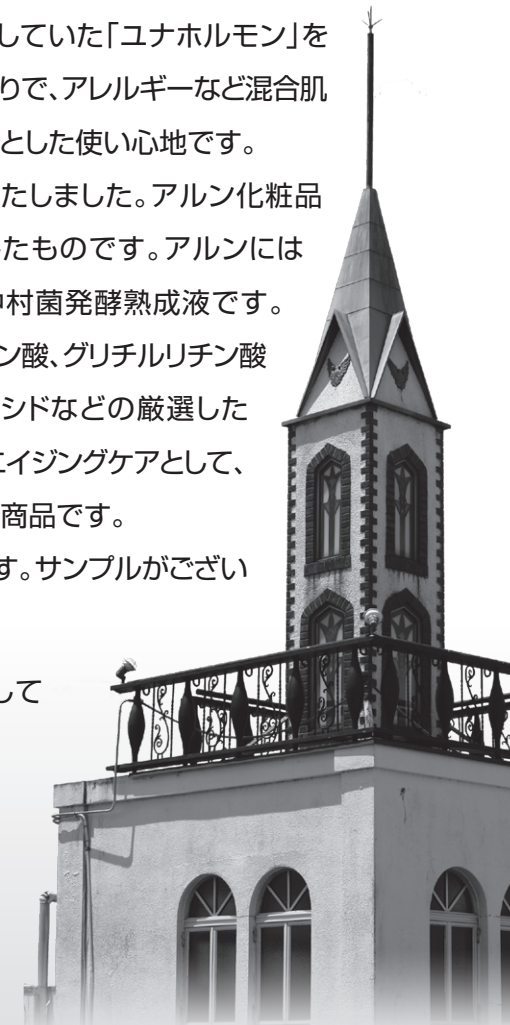 していた「ユナホルモン」を
りで、アレルギーなど混合肌
とした使い心地です。
たしました。アルン化粧品
たものです。アルンには
村菌発酵熟成液です。
ン酸、グリチルリチン酸
シドなどの厳選した
エイジングケアとして、
商品です。
す。サンプルがござい
して